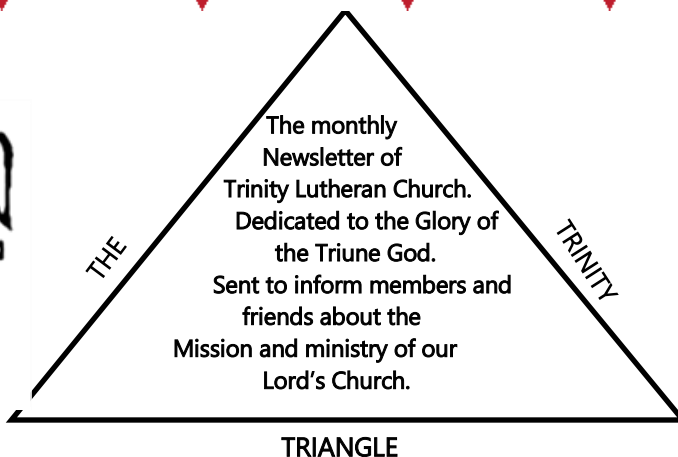 The monthly
Newsletter of
Trinity Lutheran Church.
Dedicated to the Glory of
the Triune God.
Sent to inform members and
friends about the
Mission and ministry of our
Lord's Church.
THE
TRINITY
TRIANGLE